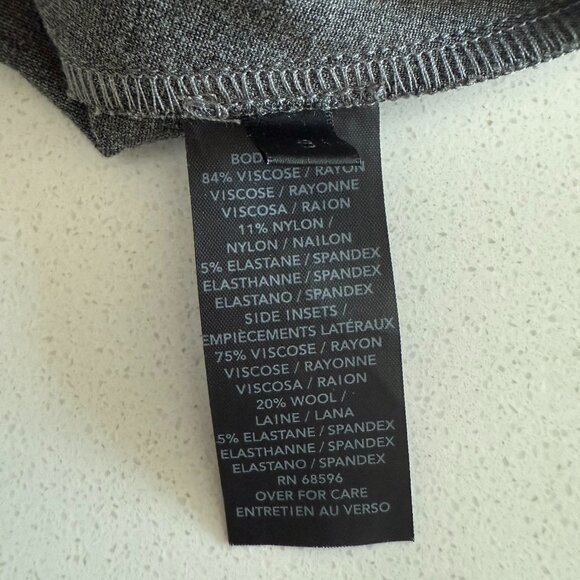 84% VISCOSE / RAYON
VISCOSE / RAYONNE
VISCOSA / RAION
11% NYLON /
NYLON / NAILON
5% ELASTANE / SPANDEX
ELASTHANNE / SPANDEX
ELASTANO / SPANDEX
SIDE INSETS /
EMPIÈCEMENTS LATÉRAUX
75% VISCOSE / RAYON
VISCOSE / RAYONNE
VISCOSA / RAION
20% WOOL /
LAINE / LANA
5% ELASTANE / SPANDEX
ELASTHANNE / SPANDEX
ELASTANO / SPANDEX
RN 68596
OVER FOR CARE
ENTRETIEN AU VERSO